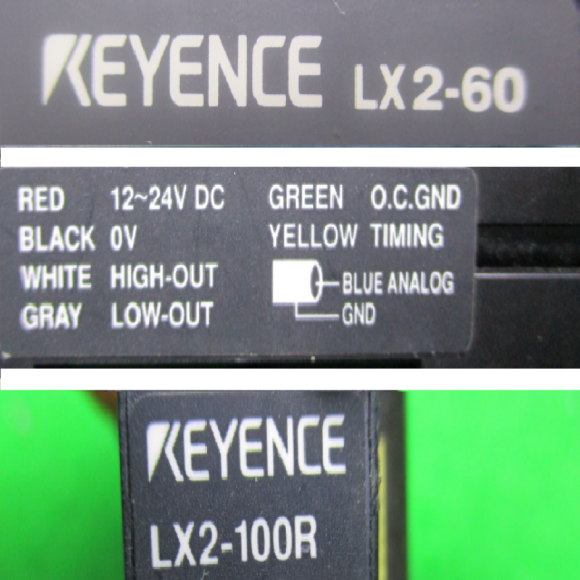 KEYENCE LX2-60
RED 12~24V DC GREEN O.C.GND
BLACK 0V YELLOW TIMING
WHITE HIGH-OUT BLUE ANALOG
GRAY LOW-OUT GND
KEYENCE
LX2-100R